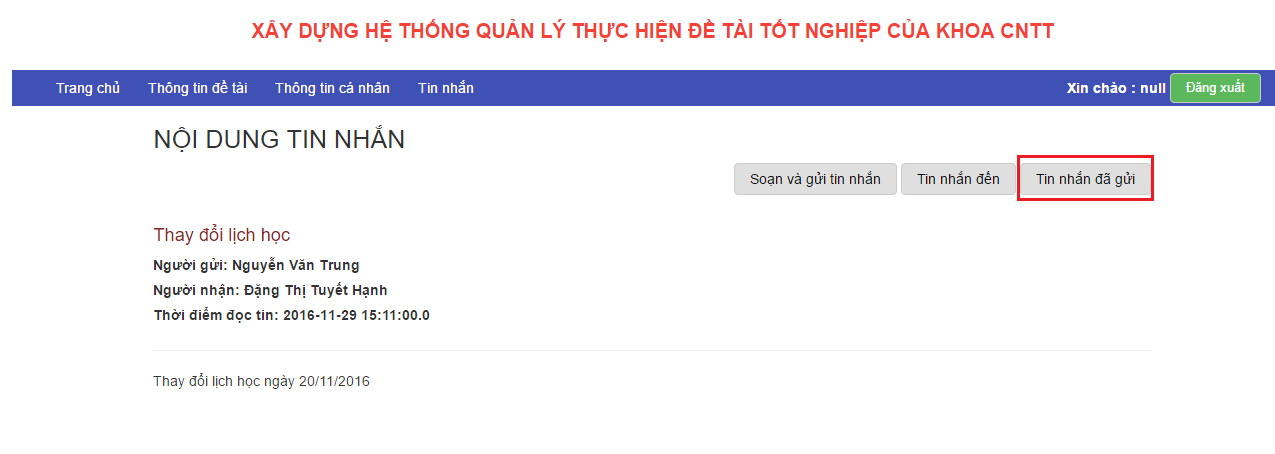 XÂY DỰNG HỆ THỐNG QUẢN LÝ THỰC HIỆN ĐỀ TÀI TỐT NGHIỆP CỦA KHOA CNTT
Trang chủ Thông tin đề tài Thông tin cá nhân Tin nhắn Xin chào : null Đăng xuất
NỘI DUNG TIN NHẮN
Soạn và gửi tin nhắn Tin nhắn đến Tin nhắn đã gửi
Thay đổi lịch học
Người gửi: Nguyễn Văn Trung
Người nhận: Đặng Thị Tuyết Hạnh
Thời điểm đọc tin: 2016-11-29 15:11:00.0
Thay đổi lịch học ngày 20/11/2016